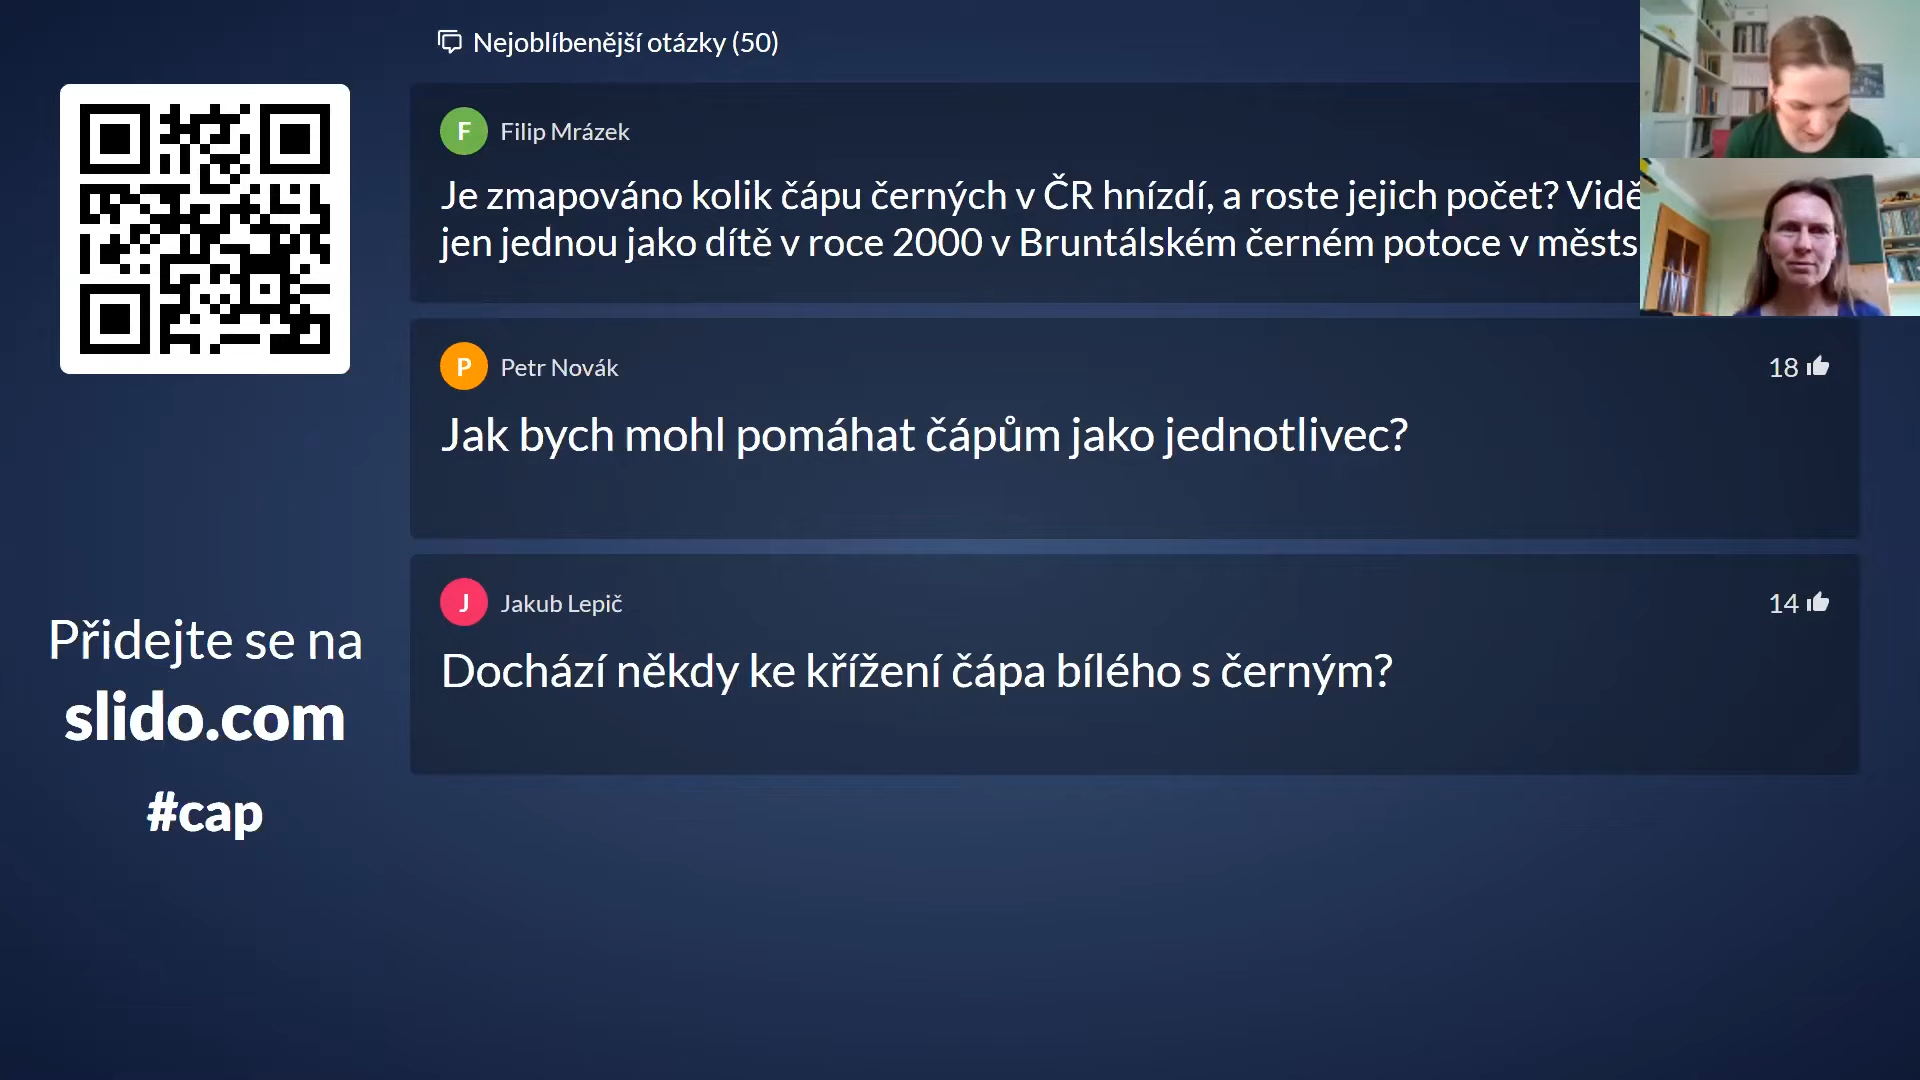 Nejoblíbenější otázky (50)
F Filip Mrázek
Je zmapováno kolik čápu černých v ČR hnízdí, a roste jejich počet?
jen jednou jako dítě v roce 2000 v Bruntálském černém potoce v
P Petr Novák
18
Jak bych mohl pomáhat čápům jako jednotlivec?
J Jakub Lepič
14
Dochází někdy ke křížení čápa bílého s černým?
Přidejte se na
slido.com
#cap